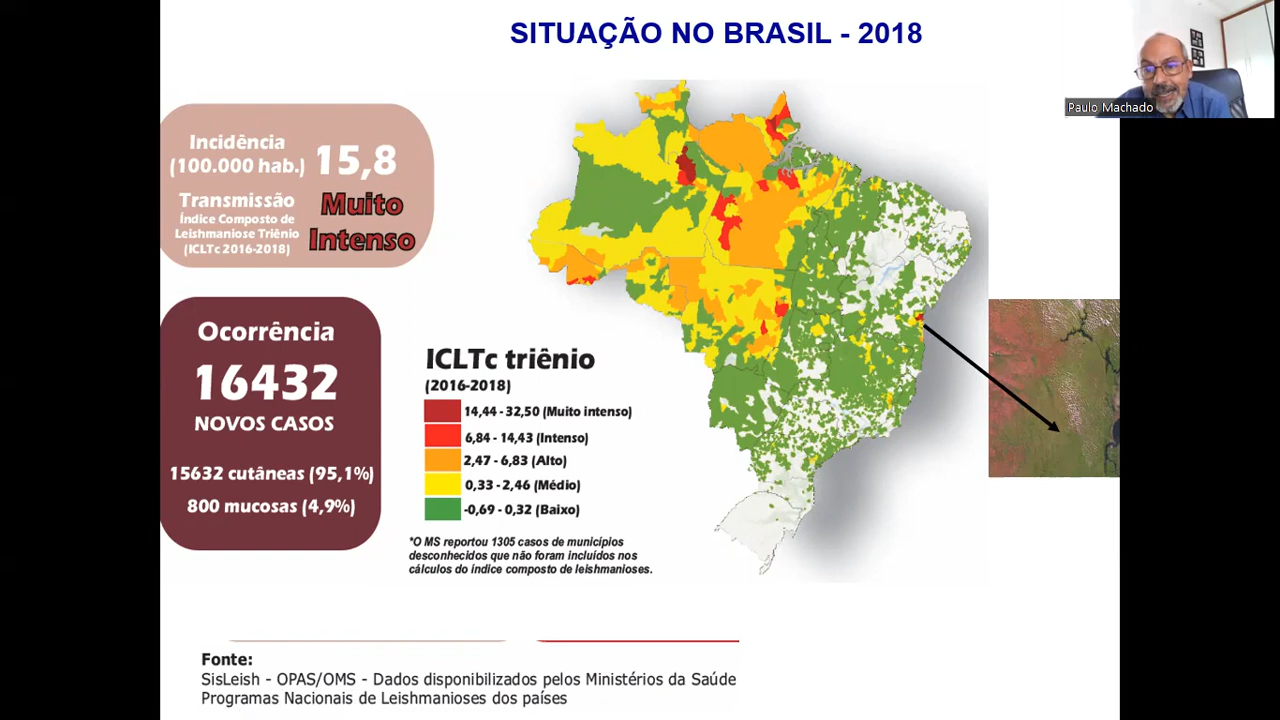 SITUAÇÃO NO BRASIL - 2018
Paulo Machado
Incidência
(100.000 hab.) 15,8
Transmissão
Índice Composto de
Leishmaniose Triênio
(ICLTc 2016-2018)
Muito
Intenso
Ocorrência
16432
NOVOS CASOS
15632 cutâneas (95,1%)
800 mucosas (4,9%)
ICLTc triênio
(2016-2018)
14,44 - 32,50 (Muito intenso)
6,84 - 14,43 (Intenso)
2,47 - 6,83 (Alto)
0,33 - 2,46 (Médio)
-0,69 - 0,32 (Baixo)
*O MS reportou 1305 casos de municípios
desconhecidos que não foram incluídos nos
cálculos do índice composto de leishmanioses.
Fonte:
SisLeish - OPAS/OMS - Dados disponibilizados pelos Ministérios da Saúde
Programas Nacionais de Leishmanioses dos países